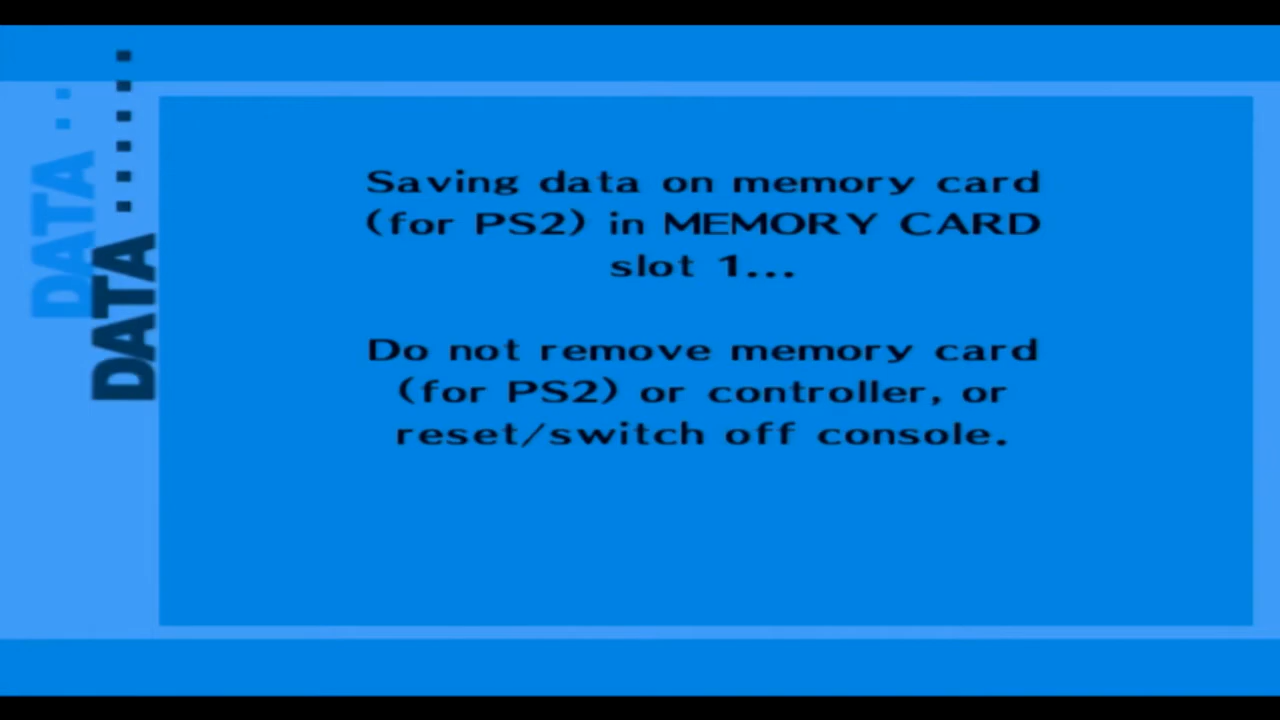 DATA ......
DATA ..
Saving data on memory card
(for PS2) in MEMORY CARD
slot 1...
Do not remove memory card
(for PS2) or controller, or
reset/switch off console.